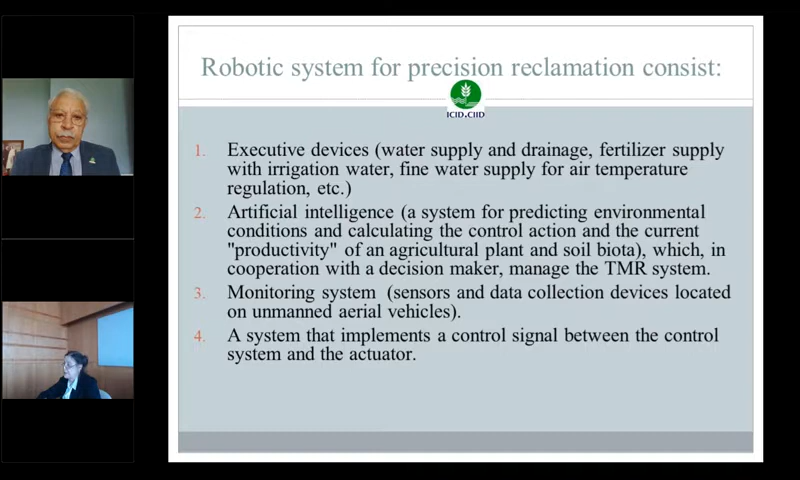 Robotic system for precision reclamation consist:
ICID•CIID
1. Executive devices (water supply and drainage, fertilizer supply
with irrigation water, fine water supply for air temperature
regulation, etc.)
2. Artificial intelligence (a system for predicting environmental
conditions and calculating the control action and the current
"productivity" of an agricultural plant and soil biota), which, in
cooperation with a decision maker, manage the TMR system.
3. Monitoring system (sensors and data collection devices located
on unmanned aerial vehicles).
4. A system that implements a control signal between the control
system and the actuator.